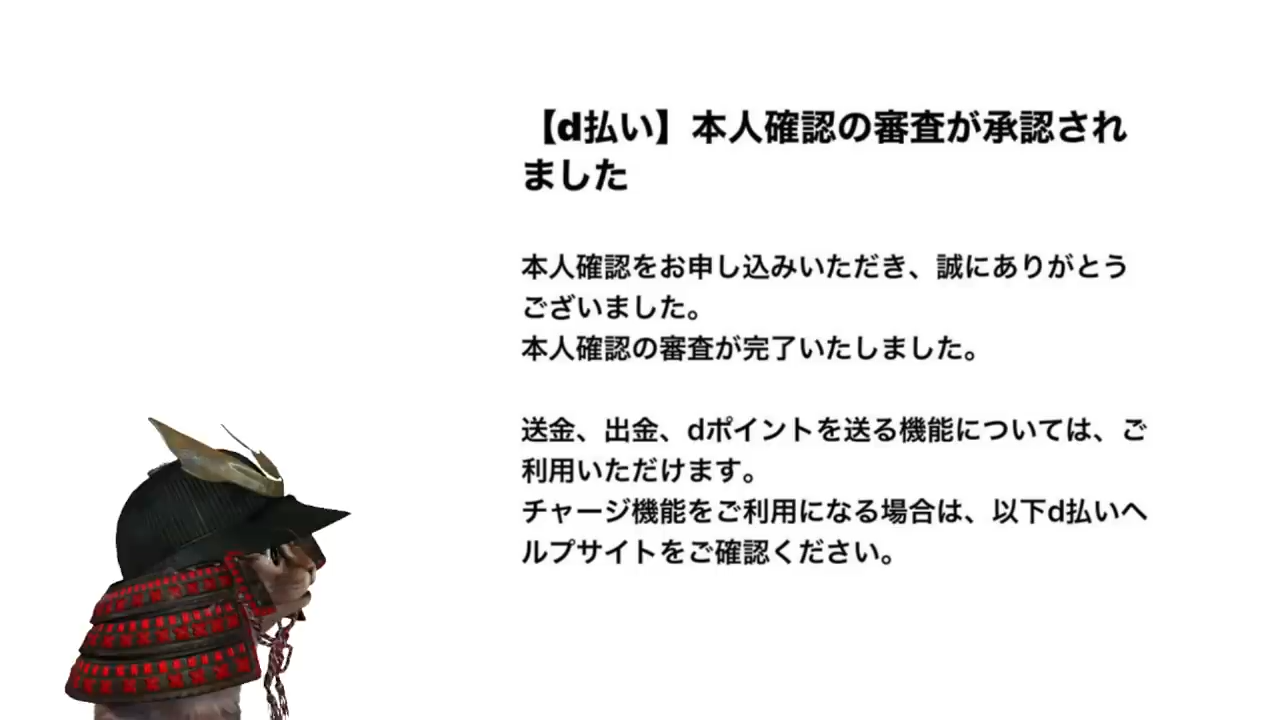 【d払い】本人確認の審査が承認され
ました
本人確認をお申し込みいただき、誠にありがとう
ございました。
本人確認の審査が完了いたしました。
送金、出金、dポイントを送る機能については、ご
利用いただけます。
チャージ機能をご利用になる場合は、以下d払いヘ
ルプサイトをご確認ください。